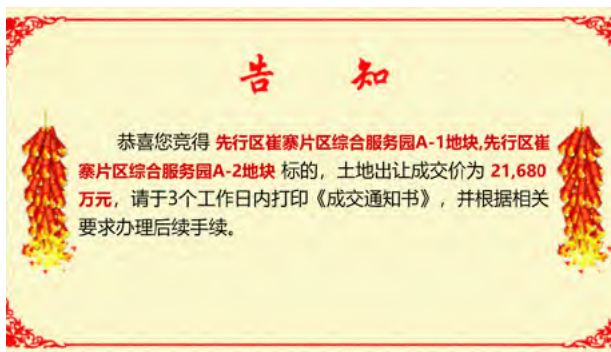 告 知
恭喜您竞得 先行区崔寨片区综合服务园A-1地块,先行区崔
寨片区综合服务园A-2地块 标的，土地出让成交价为 21,680
万元，请于3个工作日内打印《成交通知书》，并根据相关
要求办理后续手续。